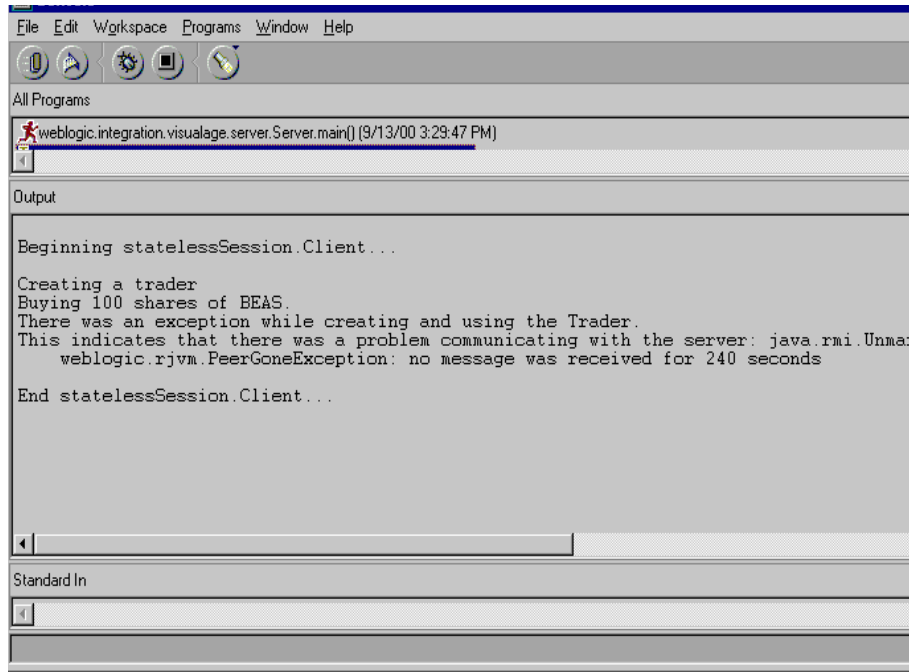 File Edit Workspace Programs Window Help
All Programs
weblogic.integration.visualage.server.Server.main() (9/13/00 3:29:47 PM)
Output
Beginning statelessSession.Client...
Creating a trader
Buying 100 shares of BEAS.
There was an exception while creating and using the Trader.
This indicates that there was a problem communicating with the server: java.rmi.
weblogic.rjvm.PeerGoneException: no message was received for 240 seconds
End statelessSession.Client...
Standard In